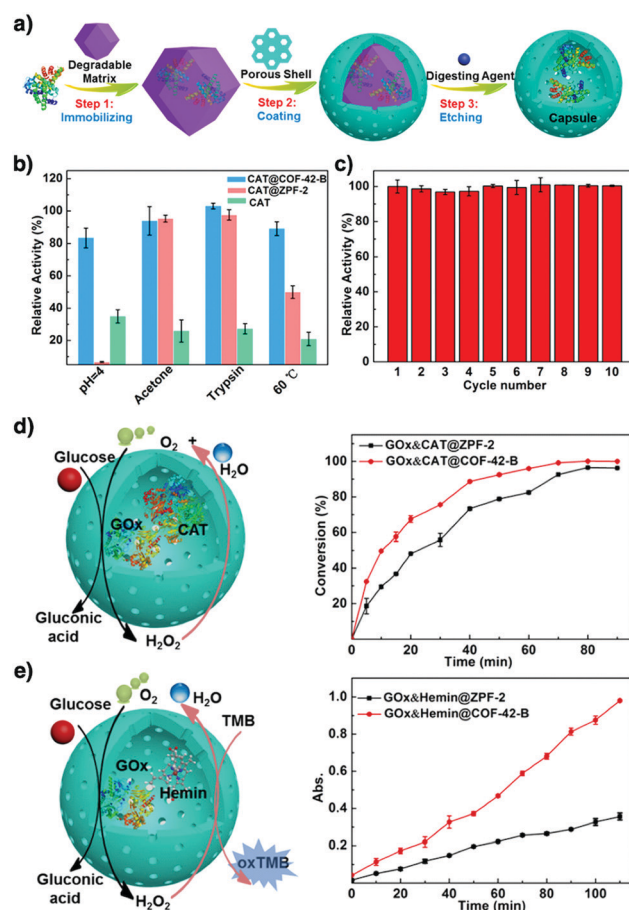 a)
Degradable
Matrix
Porous Shell
Digesting Agent
Step 1:
Immobilizing
Step 2:
Coating
Step 3:
Etching
Capsule
b)
CAT@COF-42-B
CAT@ZPF-2
CAT
Relative Activity (%)
120
100
80
60
40
20
pH=4
Acetone
Trypsin
60 ℃
c)
Relative Activity (%)
120
100
80
60
40
20
0
1 2 3 4 5 6 7 8 9 10
Cycle number
d)
Glucose
O2 +
H2O
GOx
CAT
Gluconic
acid
H2O2
GOx&CAT@ZPF-2
GOx&CAT@COF-42-B
Conversion (%)
100
80
60
40
20
0 20 40 60 80
Time (min)
e)
Glucose
O2
H2O
TMB
GOx
Hemin
oxTMB
Gluconic
acid
H2O2
GOx&Hemin@ZPF-2
GOx&Hemin@COF-42-B
Abs.
1.0
0.8
0.6
0.4
0.2
0 20 40 60 80 100
Time (min)